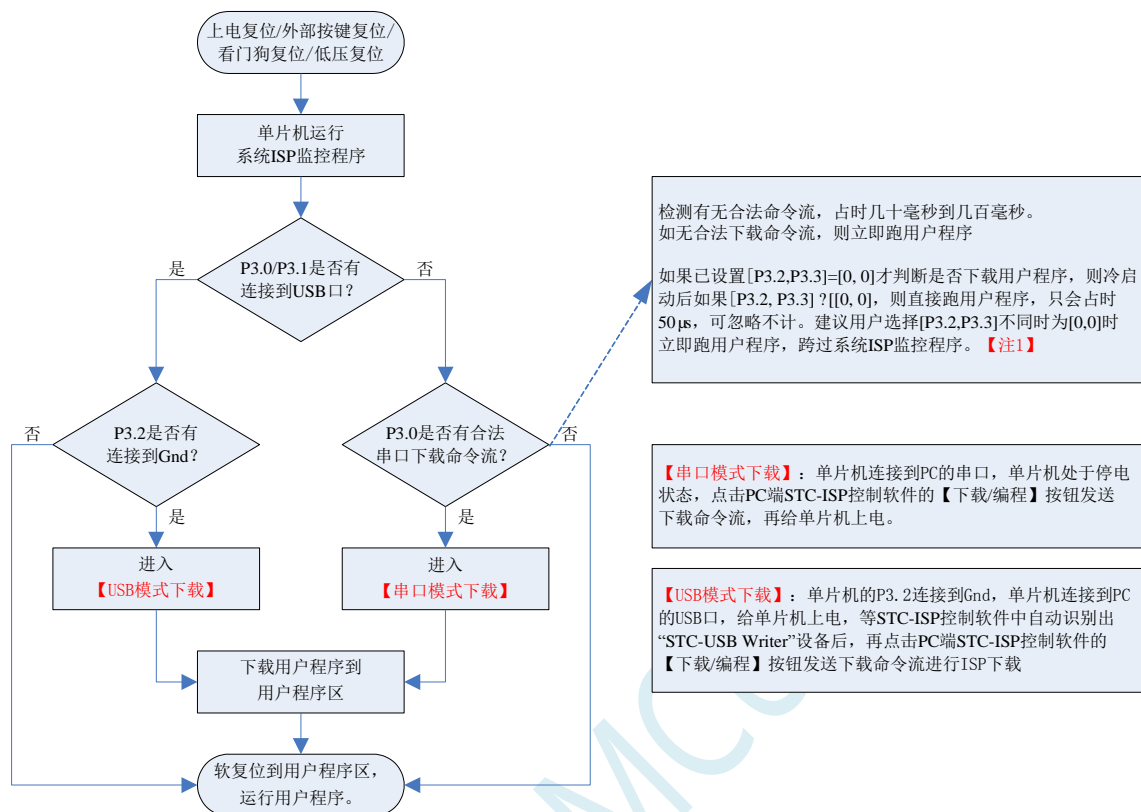 上电复位/外部按键复位/
看门狗复位/低压复位
单片机运行
系统ISP监控程序
P3.0/P3.1是否有
连接到USB口？
是
否
P3.2是否有
连接到Gnd？
否
是
P3.0是否有合法
串口下载命令流？
否
是
进入
【USB模式下载】
进入
【串口模式下载】
下载用户程序到
用户程序区
软复位到用户程序区，
运行用户程序。
检测有无合法命令流，占时几十毫秒到几百毫秒。
如无合法下载命令流，则立即跑用户程序
如果已设置[P3.2,P3.3]=[0, 0]才判断是否下载用户程序，则冷启
动后如果[P3.2, P3.3] ?[[0, 0]，则直接跑用户程序，只会占时
50μs，可忽略不计。建议用户选择[P3.2,P3.3]不同时为[0,0]时
立即跑用户程序，跨过系统ISP监控程序。【注1】
【串口模式下载】：单片机连接到PC的串口，单片机处于停电
状态，点击PC端STC-ISP控制软件的【下载/编程】按钮发送
下载命令流，再给单片机上电。
【USB模式下载】：单片机的P3.2连接到Gnd，单片机连接到PC
的USB口，给单片机上电，等STC-ISP控制软件中自动识别出
“STC-USB Writer”设备后，再点击PC端STC-ISP控制软件的
【下载/编程】按钮发送下载命令流进行ISP下载